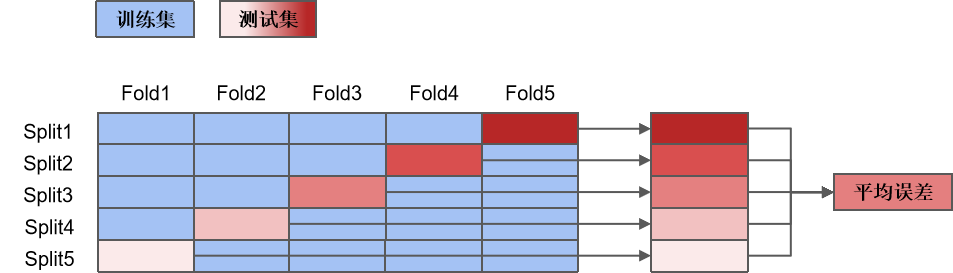 训练集 测试集
Fold1 Fold2 Fold3 Fold4 Fold5
Split1
Split2
Split3
平均误差
Split4
Split5